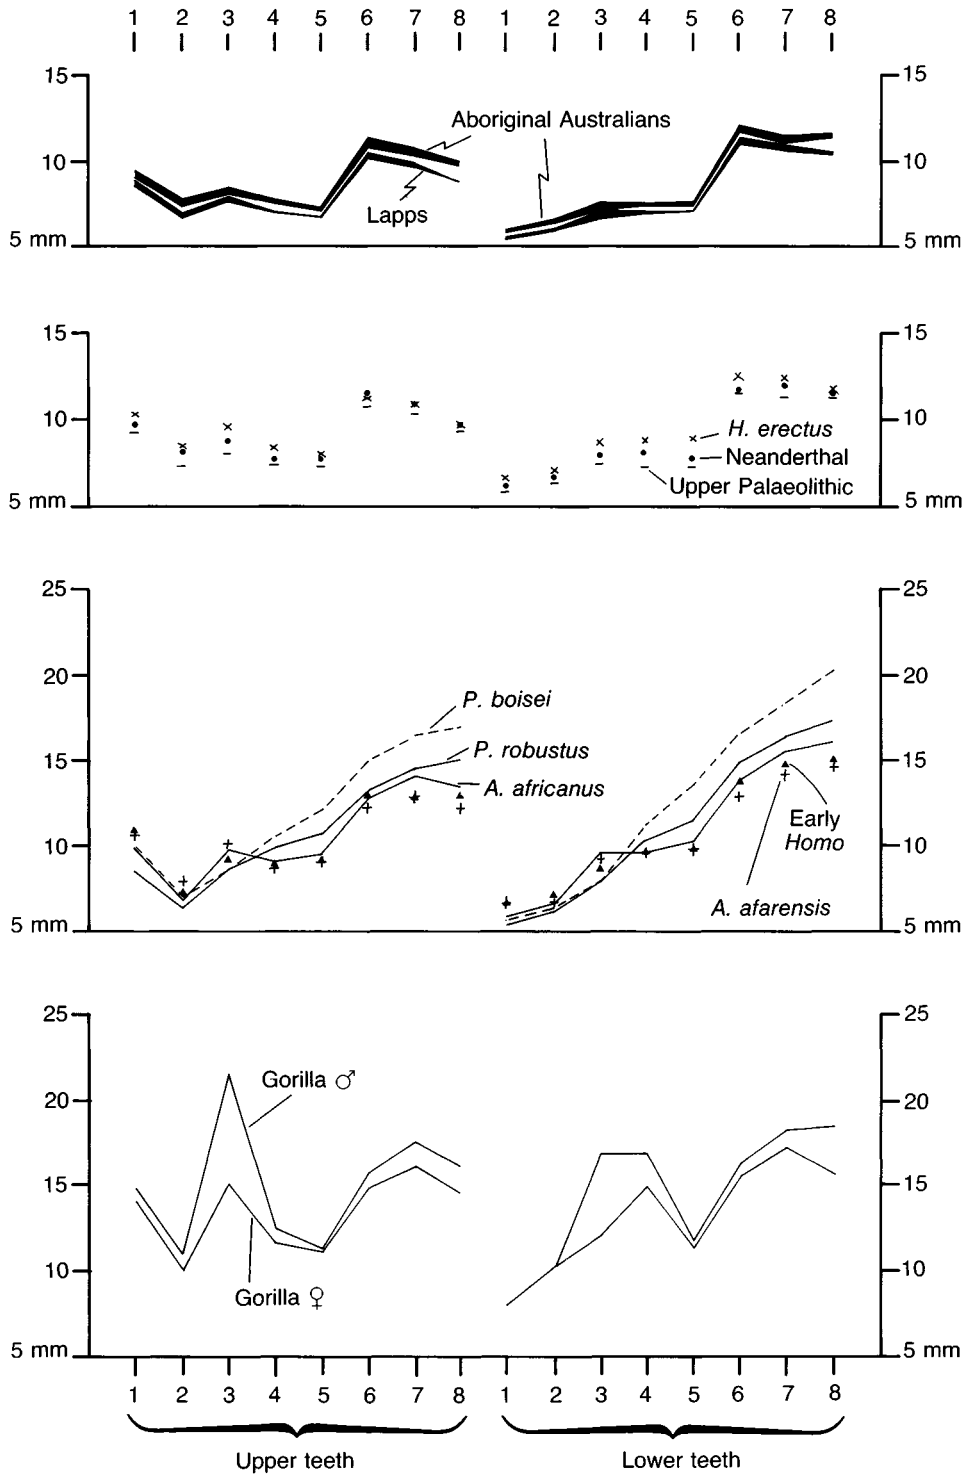 1 2 3 4 5 6 7 8 1 2 3 4 5 6 7 8
15 15
Aboriginal Australians
10 10
Lapps
5 mm 5 mm
15 15
10 10
H. erectus
Neanderthal
Upper Palaeolithic
5 mm 5 mm
25 25
20 20
P. boisei
P. robustus
15 15
A. africanus
Early
Homo
10 10
A. afarensis
5 mm 5 mm
25 25
Gorilla ♂
20 20
15 15
10 10
Gorilla ♀
5 mm 5 mm
1 2 3 4 5 6 7 8 1 2 3 4 5 6 7 8
Upper teeth Lower teeth